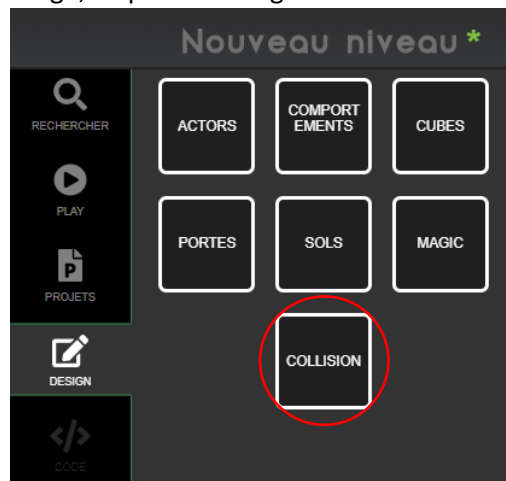 Nouveau niveau *
RECHERCHER
PLAY
PROJETS
DESIGN
CODE
ACTORS
COMPORT
EMENTS
CUBES
PORTES
SOLS
MAGIC
COLLISION